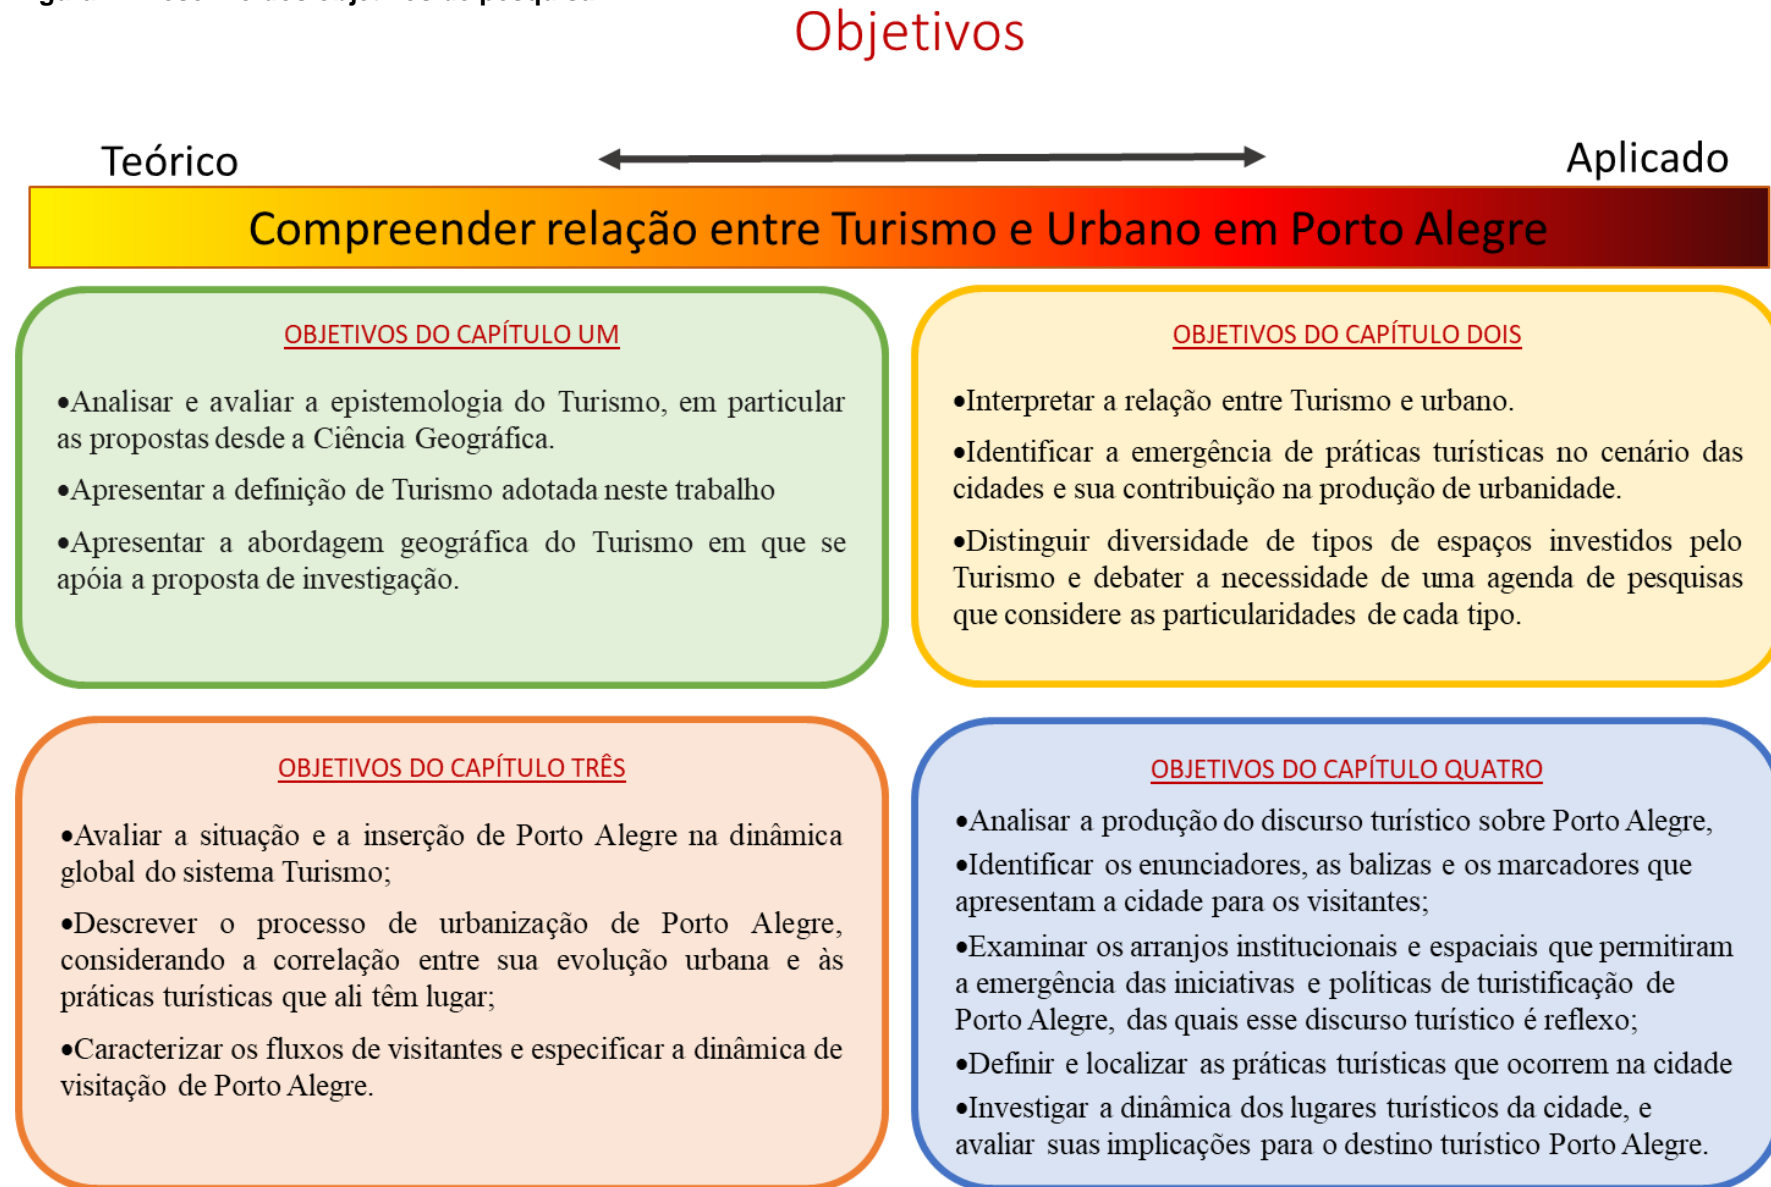 Objetivos
Teórico
Aplicado
Compreender relação entre Turismo e Urbano em Porto Alegre
OBJETIVOS DO CAPÍTULO UM
•Analisar e avaliar a epistemologia do Turismo, em particular
as propostas desde a Ciência Geográfica.
•Apresentar a definição de Turismo adotada neste trabalho
•Apresentar a abordagem geográfica do Turismo em que se
apóia a proposta de investigação.
OBJETIVOS DO CAPÍTULO DOIS
•Interpretar a relação entre Turismo e urbano.
•Identificar a emergência de práticas turísticas no cenário das
cidades e sua contribuição na produção de urbanidade.
•Distinguir diversidade de tipos de espaços investidos pelo
Turismo e debater a necessidade de uma agenda de pesquisas
que considere as particularidades de cada tipo.
OBJETIVOS DO CAPÍTULO TRÊS
•Avaliar a situação e a inserção de Porto Alegre na dinâmica
global do sistema Turismo;
•Descrever o processo de urbanização de Porto Alegre,
considerando a correlação entre sua evolução urbana e às
práticas turísticas que ali têm lugar;
•Caracterizar os fluxos de visitantes e especificar a dinâmica de
visitação de Porto Alegre.
OBJETIVOS DO CAPÍTULO QUATRO
•Analisar a produção do discurso turístico sobre Porto Alegre,
•Identificar os enunciadores, as balizas e os marcadores que
apresentam a cidade para os visitantes;
•Examinar os arranjos institucionais e espaciais que permitiram
a emergência das iniciativas e políticas de turistificação de
Porto Alegre, das quais esse discurso turístico é reflexo;
•Definir e localizar as práticas turísticas que ocorrem na cidade
•Investigar a dinâmica dos lugares turísticos da cidade, e
avaliar suas implicações para o destino turístico Porto Alegre.